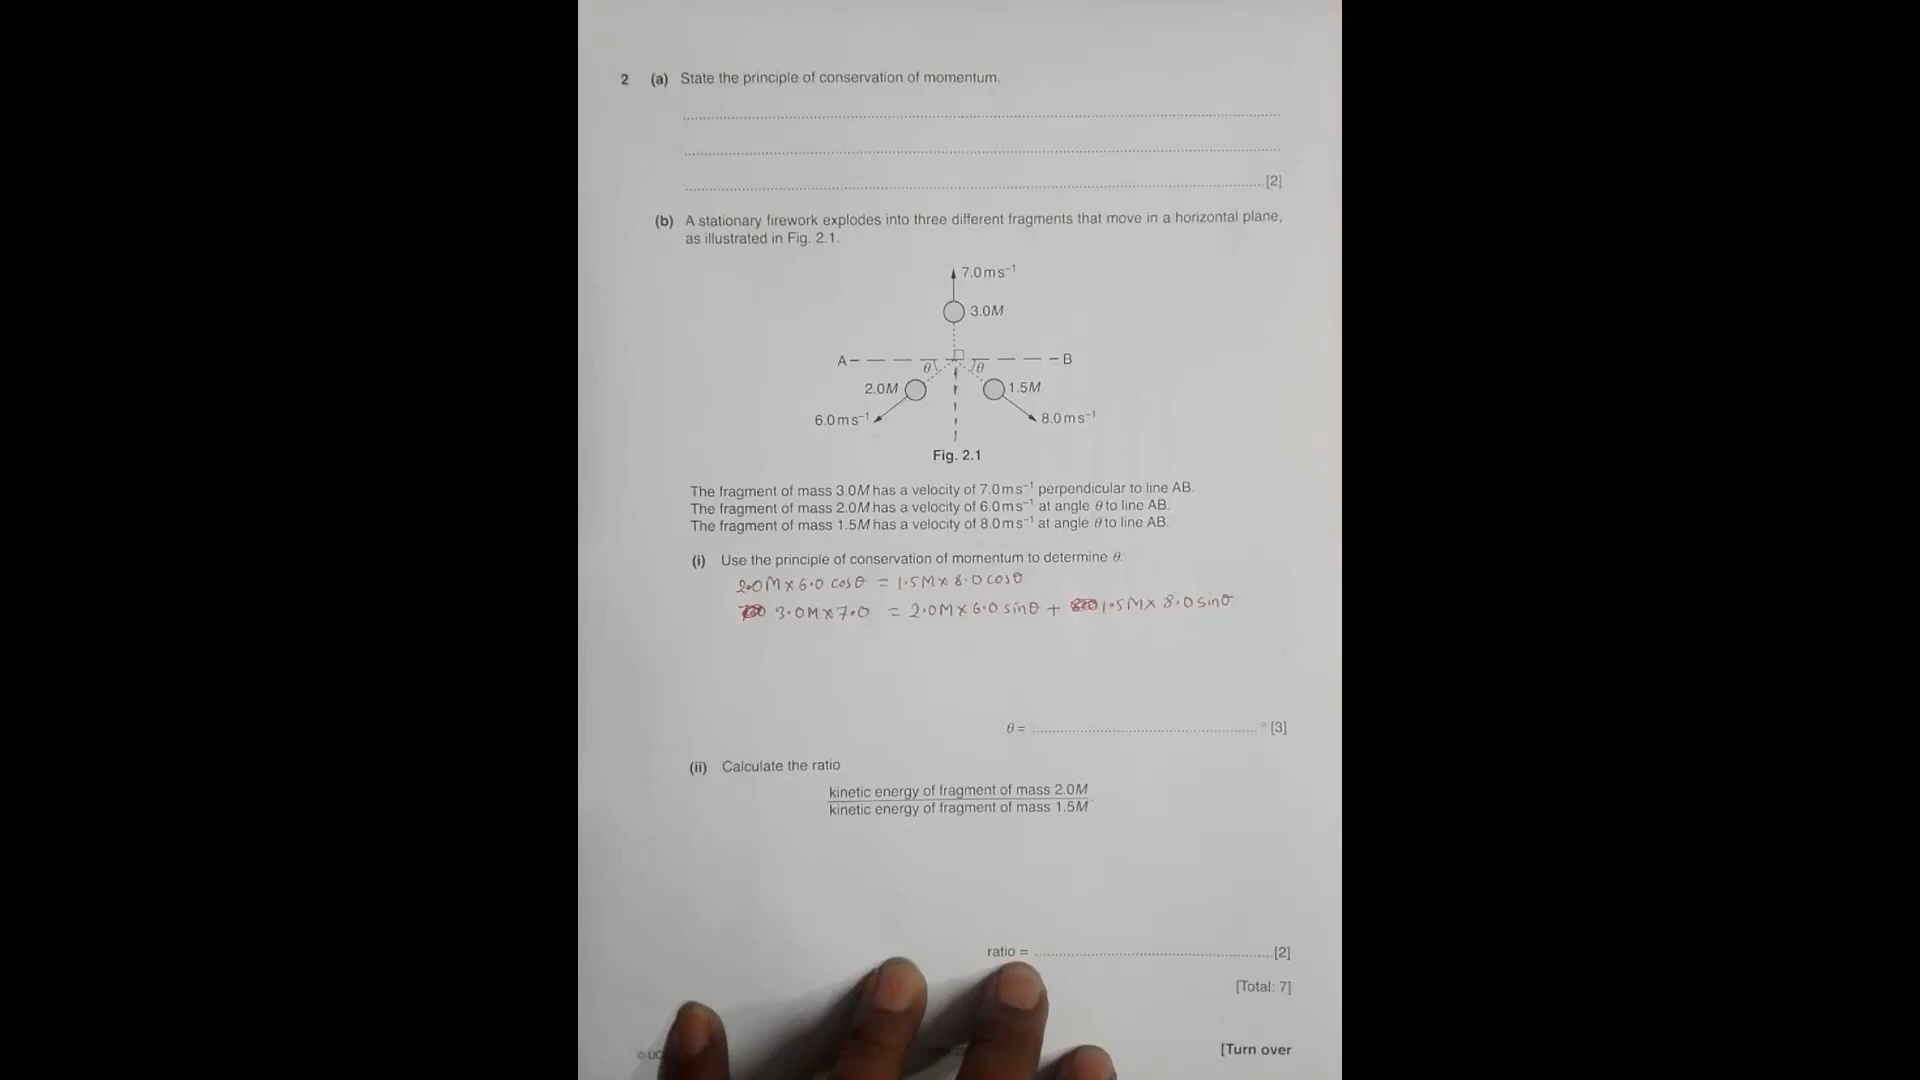 2 (a) State the principle of conservation of momentum.
[2]
(b) A stationary firework explodes into three different fragments that move in a horizontal plane,
as illustrated in Fig. 2.1.
7.0 m s⁻¹
3.0M
A B
θ θ
2.0M 1.5M
6.0 m s⁻¹ 8.0 m s⁻¹
Fig. 2.1
The fragment of mass 3.0M has a velocity of 7.0 m s⁻¹ perpendicular to line AB.
The fragment of mass 2.0M has a velocity of 6.0 m s⁻¹ at angle θ to line AB.
The fragment of mass 1.5M has a velocity of 8.0 m s⁻¹ at angle θ to line AB.
(i) Use the principle of conservation of momentum to determine θ.
2.0M × 6.0 cosθ = 1.5M × 8.0 cosθ
3.0M × 7.0 = 2.0M × 6.0 sinθ + 1.5M × 8.0 sinθ
θ = ° [3]
(ii) Calculate the ratio
kinetic energy of fragment of mass 2.0M
kinetic energy of fragment of mass 1.5M
ratio = [2]
[Total: 7]
[Turn over